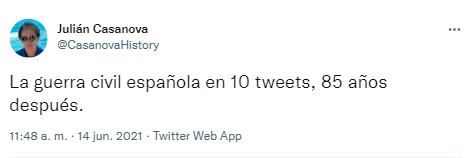 Julián Casanova
@CasanovaHistory
La guerra civil española en 10 tweets, 85 años
después.
11:48 a. m. · 14 jun. 2021 · Twitter Web App